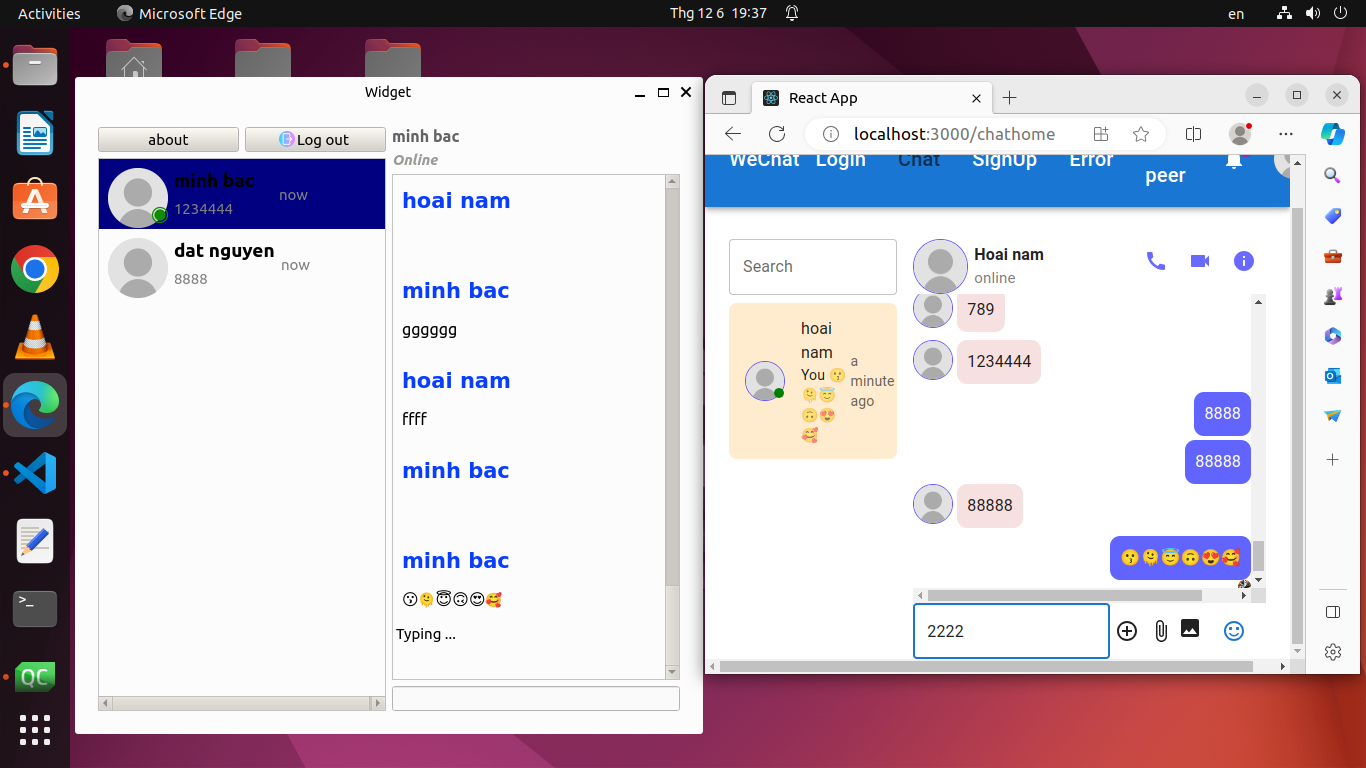 Activities
Microsoft Edge
Thg 12 6 19:37
en
Widget
about
Log out
minh bac
Online
minh bac
now
1234444
dat nguyen
now
8888
hoai nam
minh bac
gggggg
hoai nam
ffff
minh bac
minh bac
😗🫠😇🙃😍🥰
Typing ...
React App
localhost:3000/chathome
WeChat
Login
Chat
SignUp
Error
peer
Search
hoai
nam
You 😗
🫠😇
🙃😍
🥰
a
minute
ago
Hoai nam
online
789
1234444
8888
88888
88888
😗🫠😇🙃😍🥰
2222
>_
QC